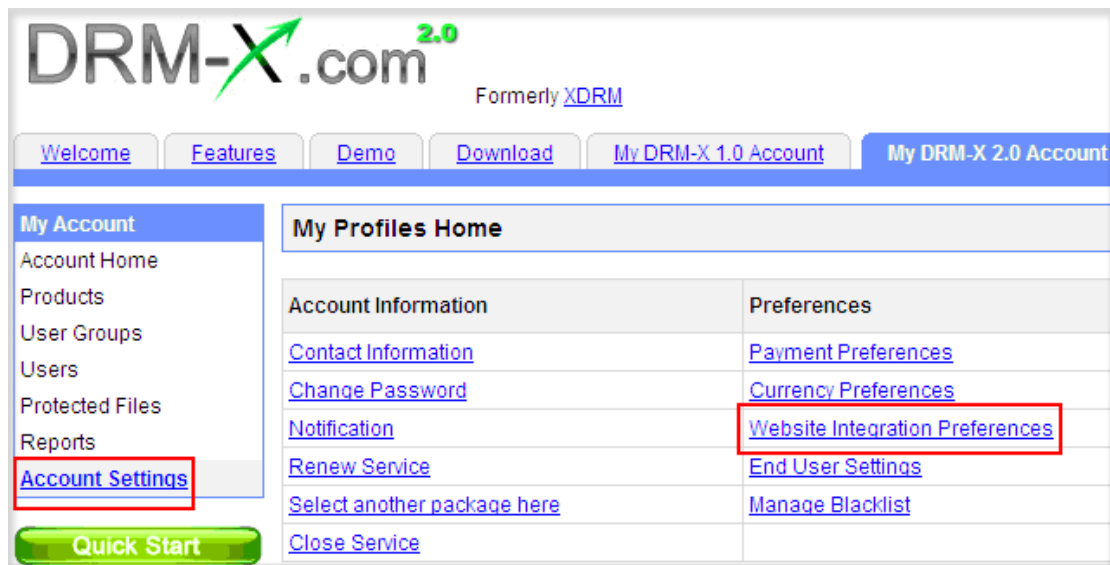 DRM-X.com 2.0
Formerly XDRM
Welcome Features Demo Download My DRM-X 1.0 Account My DRM-X 2.0 Account
My Account
Account Home
Products
User Groups
Users
Protected Files
Reports
Account Settings
Quick Start
My Profiles Home
Account Information Preferences
Contact Information Payment Preferences
Change Password Currency Preferences
Notification Website Integration Preferences
Renew Service End User Settings
Select another package here Manage Blacklist
Close Service